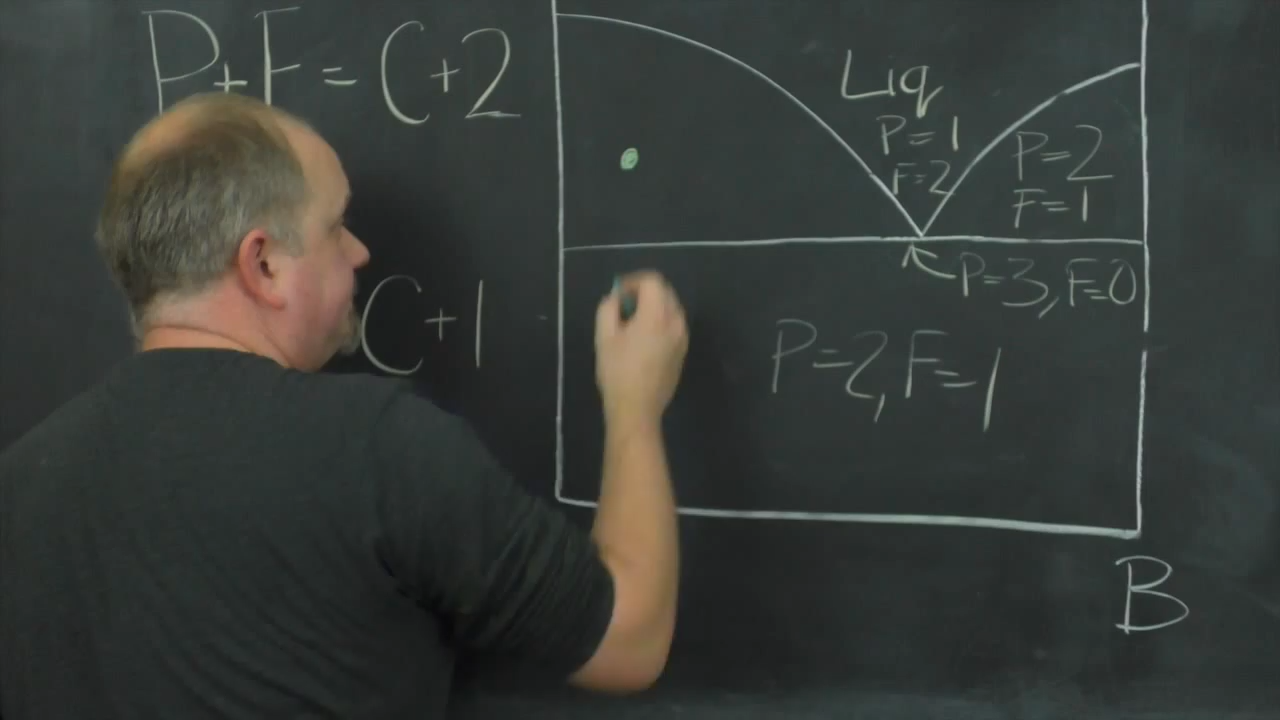 P+F = C+2
C+1
Liq
P=1
F=2
P=2
F=1
P=3, F=0
P=2, F=1
B